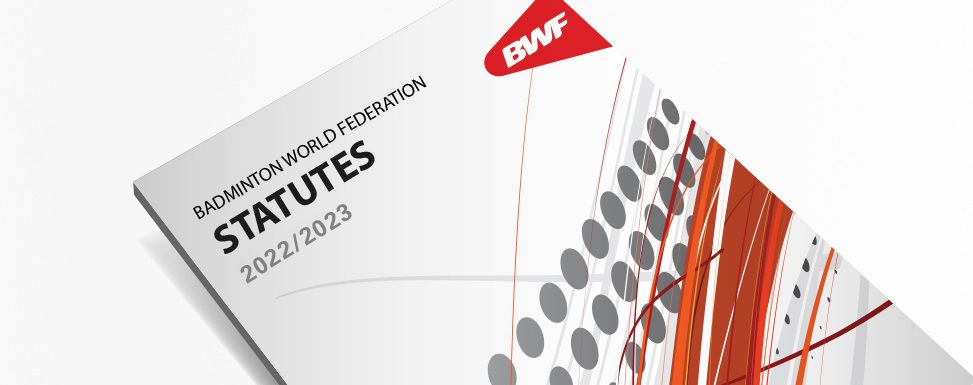 BWF
BADMINTON WORLD FEDERATION
STATUTES
2022/2023